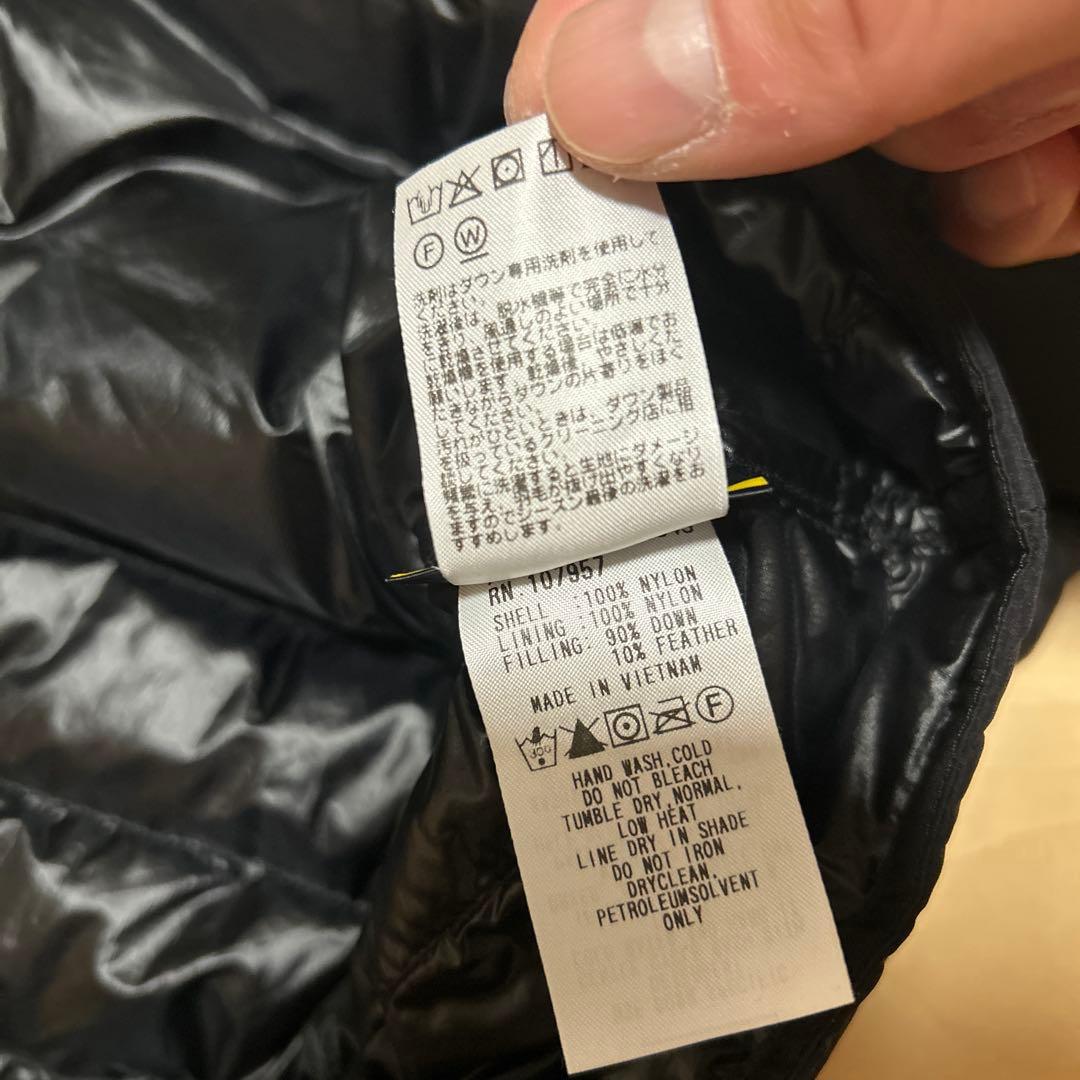 F W
洗剤はダウン専用洗剤を使用して
ください。
洗濯後は、脱水機等で完全に水分
を 、風通しのよい場所で十分
乾燥させてください。
乾燥機を使用する場合は低温でお
願いします。乾燥後、やさしくた
たきながらダウンの片寄りをほぐ
してください。
汚れがひどいときは、ダウン製品
を扱っているクリーニング店に相
談してください。
頻繁に洗濯すると生地にダメージ
を与え、羽毛が抜け出やすくなり
ますのでシーズン最後の洗濯をお
すすめします。
RN:107957
SHELL :100% NYLON
LINING :100% NYLON
FILLING: 90% DOWN
10% FEATHER
MADE IN VIETNAM
30C F
HAND WASH,COLD
DO NOT BLEACH
TUMBLE DRY,NORMAL,
LOW HEAT
LINE DRY IN SHADE
DO NOT IRON
DRYCLEAN,
PETROLEUMSOLVENT
ONLY